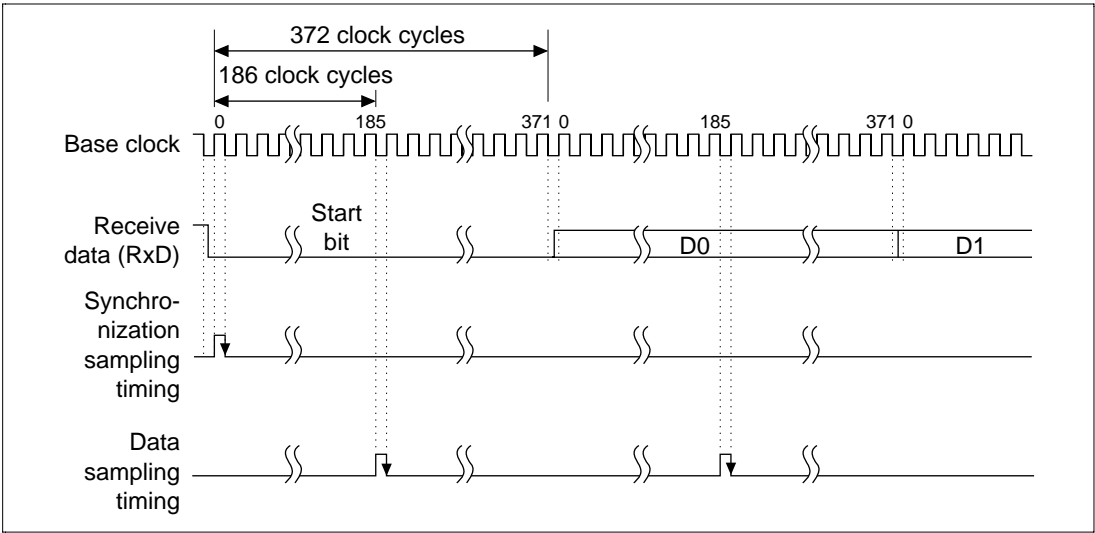 372 clock cycles
186 clock cycles
0 185 371 0 185 371 0
Base clock
Receive
data (RxD)
Start
bit
D0
D1
Synchro-
nization
sampling
timing
Data
sampling
timing